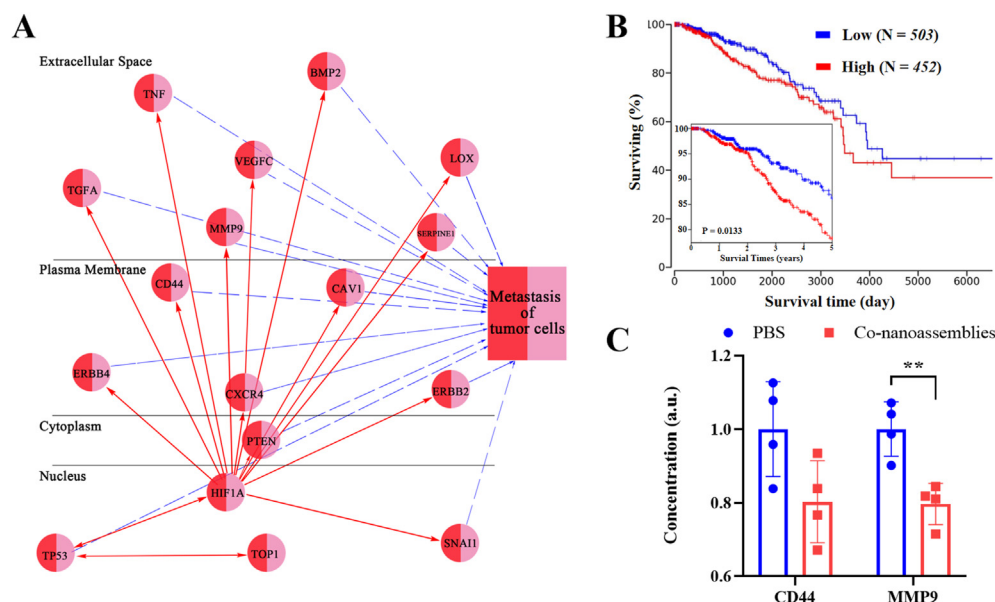 A
Extracellular Space
BMP2
TNF
VEGFC
LOX
TGFA
MMP9
SERPINE1
Plasma Membrane
CD44
CAV1
Metastasis
of
tumor cells
ERBB4
CXCR4
ERBB2
Cytoplasm
PTEN
Nucleus
HIF1A
SNAI1
TP53
TOP1
B
Low (N = 503)
High (N = 452)
Surviving (%)
100
80
60
40
20
0
100
95
90
85
80
P = 0.0133
0 1 2 3 4 5
Survial Times (years)
0 1000 2000 3000 4000 5000 6000
Survival time (day)
C
PBS
Co-nanoassemblies
Concentration (a.u.)
1.2
1.0
0.8
0.6
**
CD44
MMP9